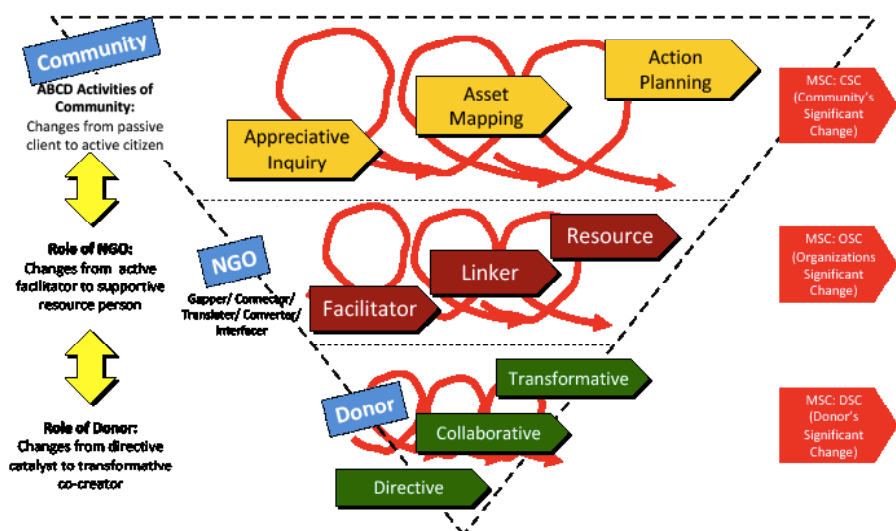 Community
ABCD Activities of
Community:
Changes from passive
client to active citizen
Appreciative
Inquiry
Asset
Mapping
Action
Planning
MSC: CSC
(Community's
Significant
Change)
Role of NGO:
Changes from active
facilitator to supportive
resource person
NGO
Gapper/ Connector/
Translater/ Convertor/
Interfacer
Facilitator
Linker
Resource
MSC: OSC
(Organizations
Significant
Change)
Role of Donor:
Changes from directive
catalyst to transformative
co-creator
Donor
Directive
Collaborative
Transformative
MSC: DSC
(Donor's
Significant
Change)